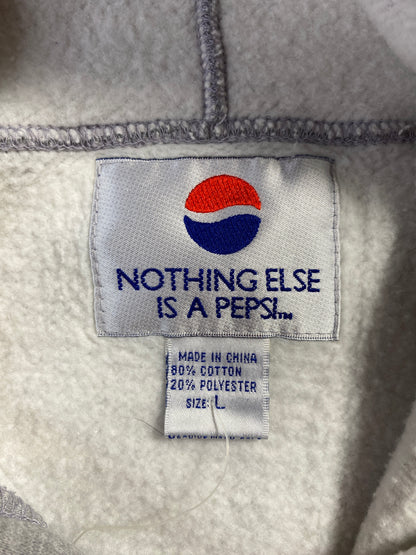 NOTHING ELSE
IS A PEPSI™
MADE IN CHINA
80% COTTON
20% POLYESTER
SIZE: L